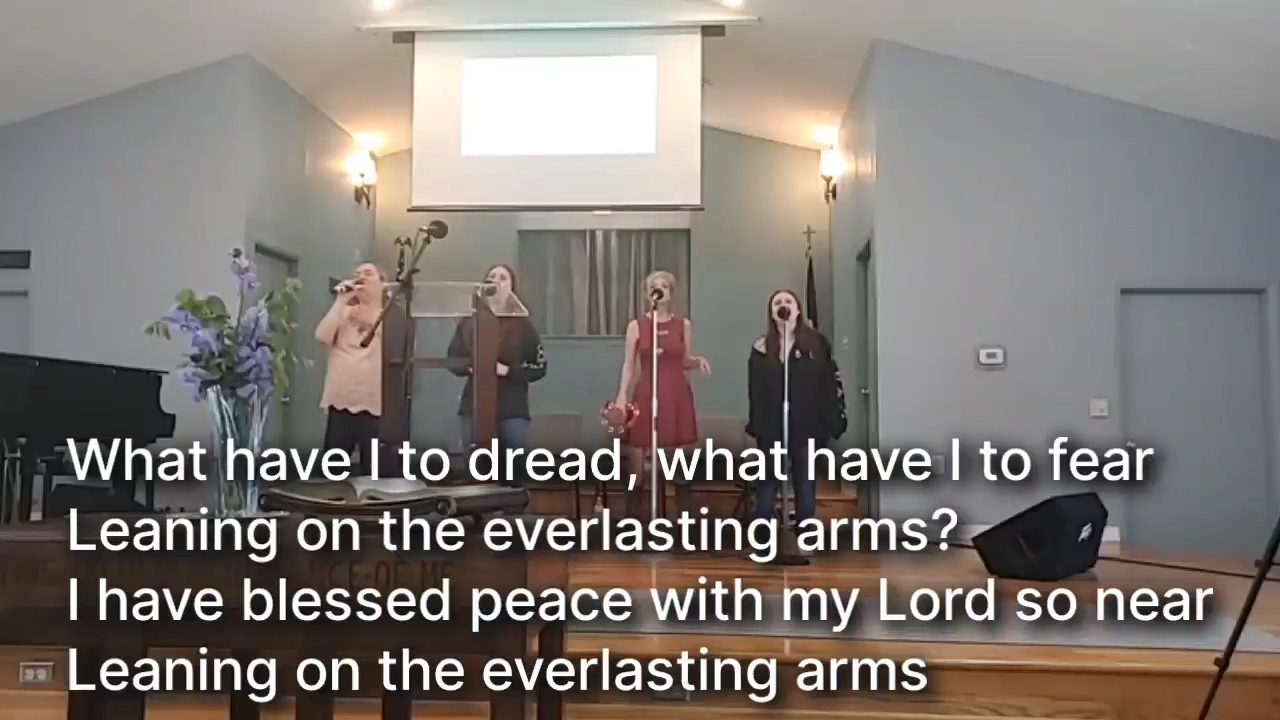 What have I to dread, what have I to fear
Leaning on the everlasting arms?
I have blessed peace with my Lord so near
Leaning on the everlasting arms